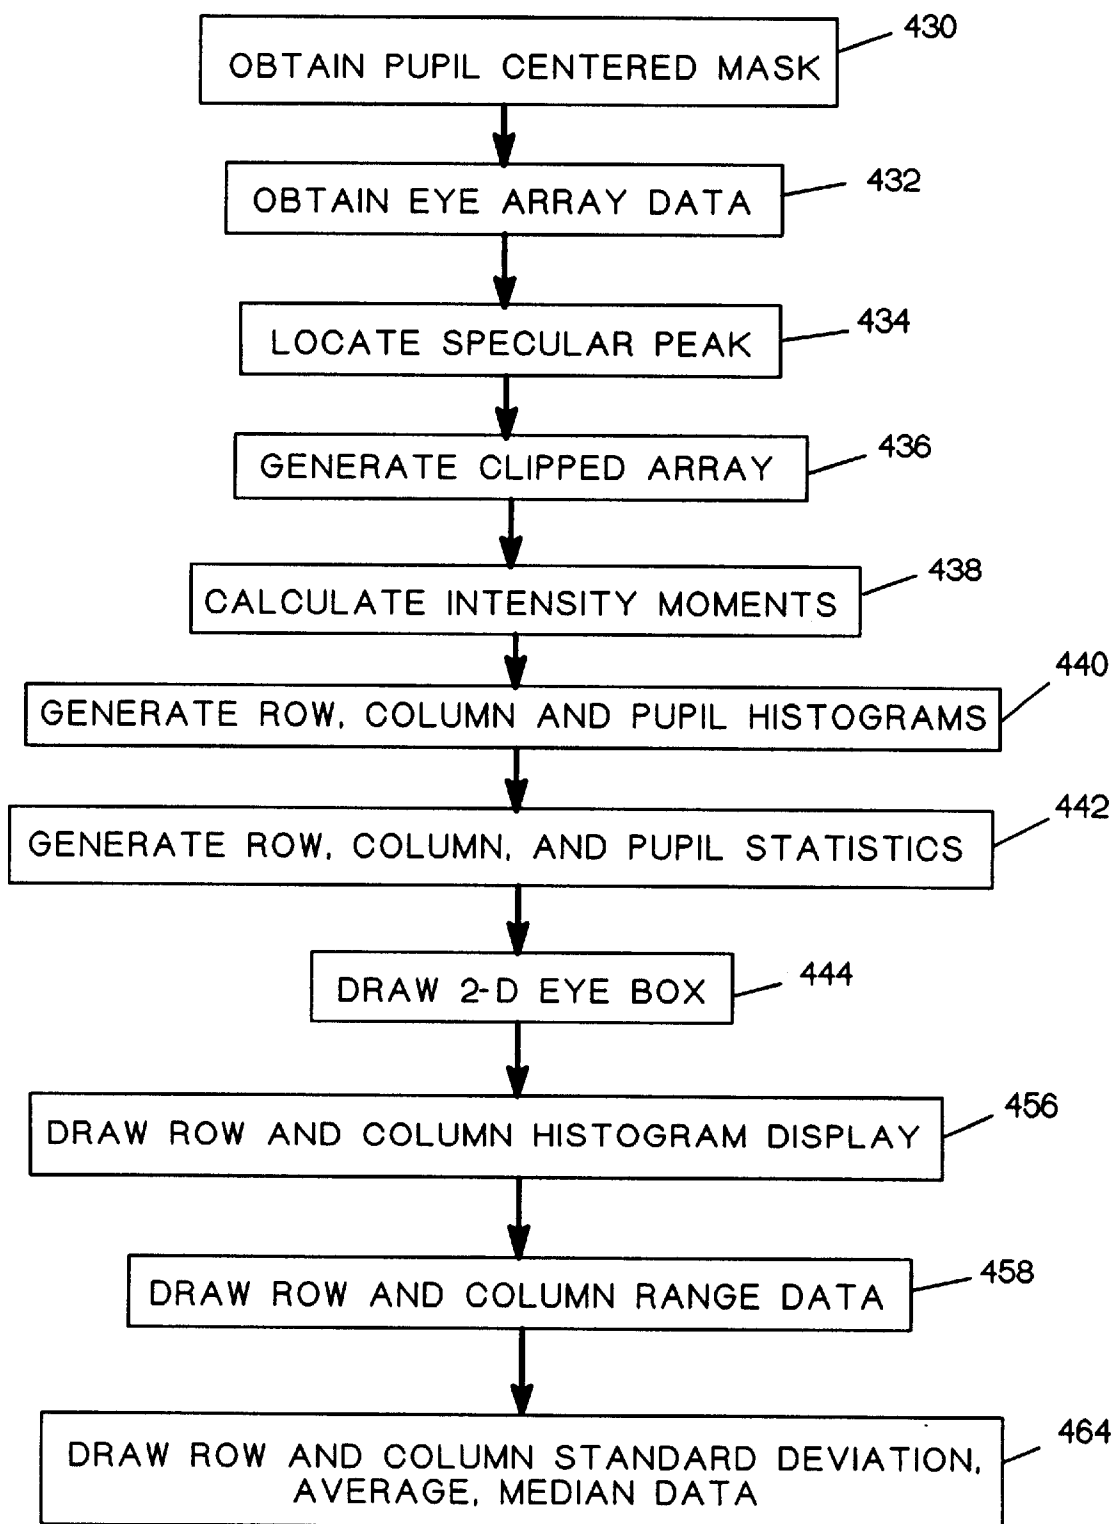 430
OBTAIN PUPIL CENTERED MASK
432
OBTAIN EYE ARRAY DATA
434
LOCATE SPECULAR PEAK
436
GENERATE CLIPPED ARRAY
438
CALCULATE INTENSITY MOMENTS
440
GENERATE ROW, COLUMN AND PUPIL HISTOGRAMS
442
GENERATE ROW, COLUMN, AND PUPIL STATISTICS
444
DRAW 2-D EYE BOX
456
DRAW ROW AND COLUMN HISTOGRAM DISPLAY
458
DRAW ROW AND COLUMN RANGE DATA
464
DRAW ROW AND COLUMN STANDARD DEVIATION,
AVERAGE, MEDIAN DATA